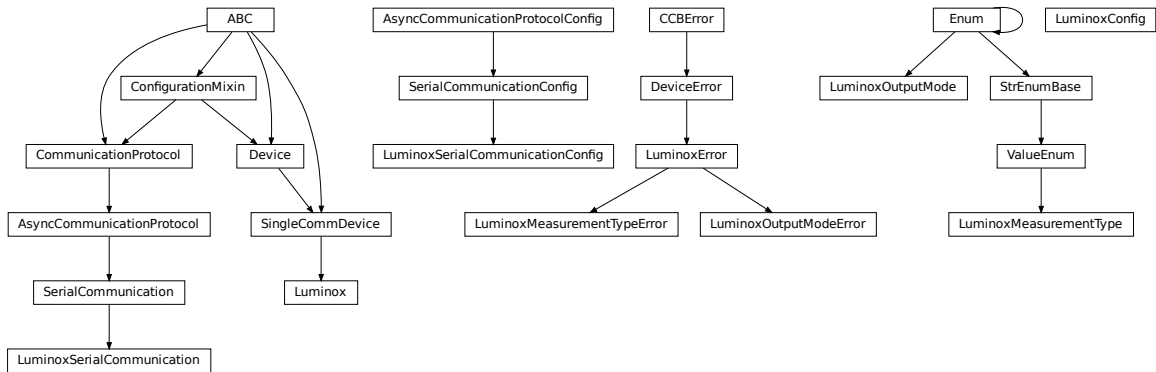 ABC
AsyncCommunicationProtocolConfig
CCBError
Enum
LuminoxConfig
ConfigurationMixin
SerialCommunicationConfig
DeviceError
LuminoxOutputMode
StrEnumBase
CommunicationProtocol
Device
LuminoxSerialCommunicationConfig
LuminoxError
ValueEnum
AsyncCommunicationProtocol
SingleCommDevice
LuminoxMeasurementTypeError
LuminoxOutputModeError
LuminoxMeasurementType
SerialCommunication
Luminox
LuminoxSerialCommunication